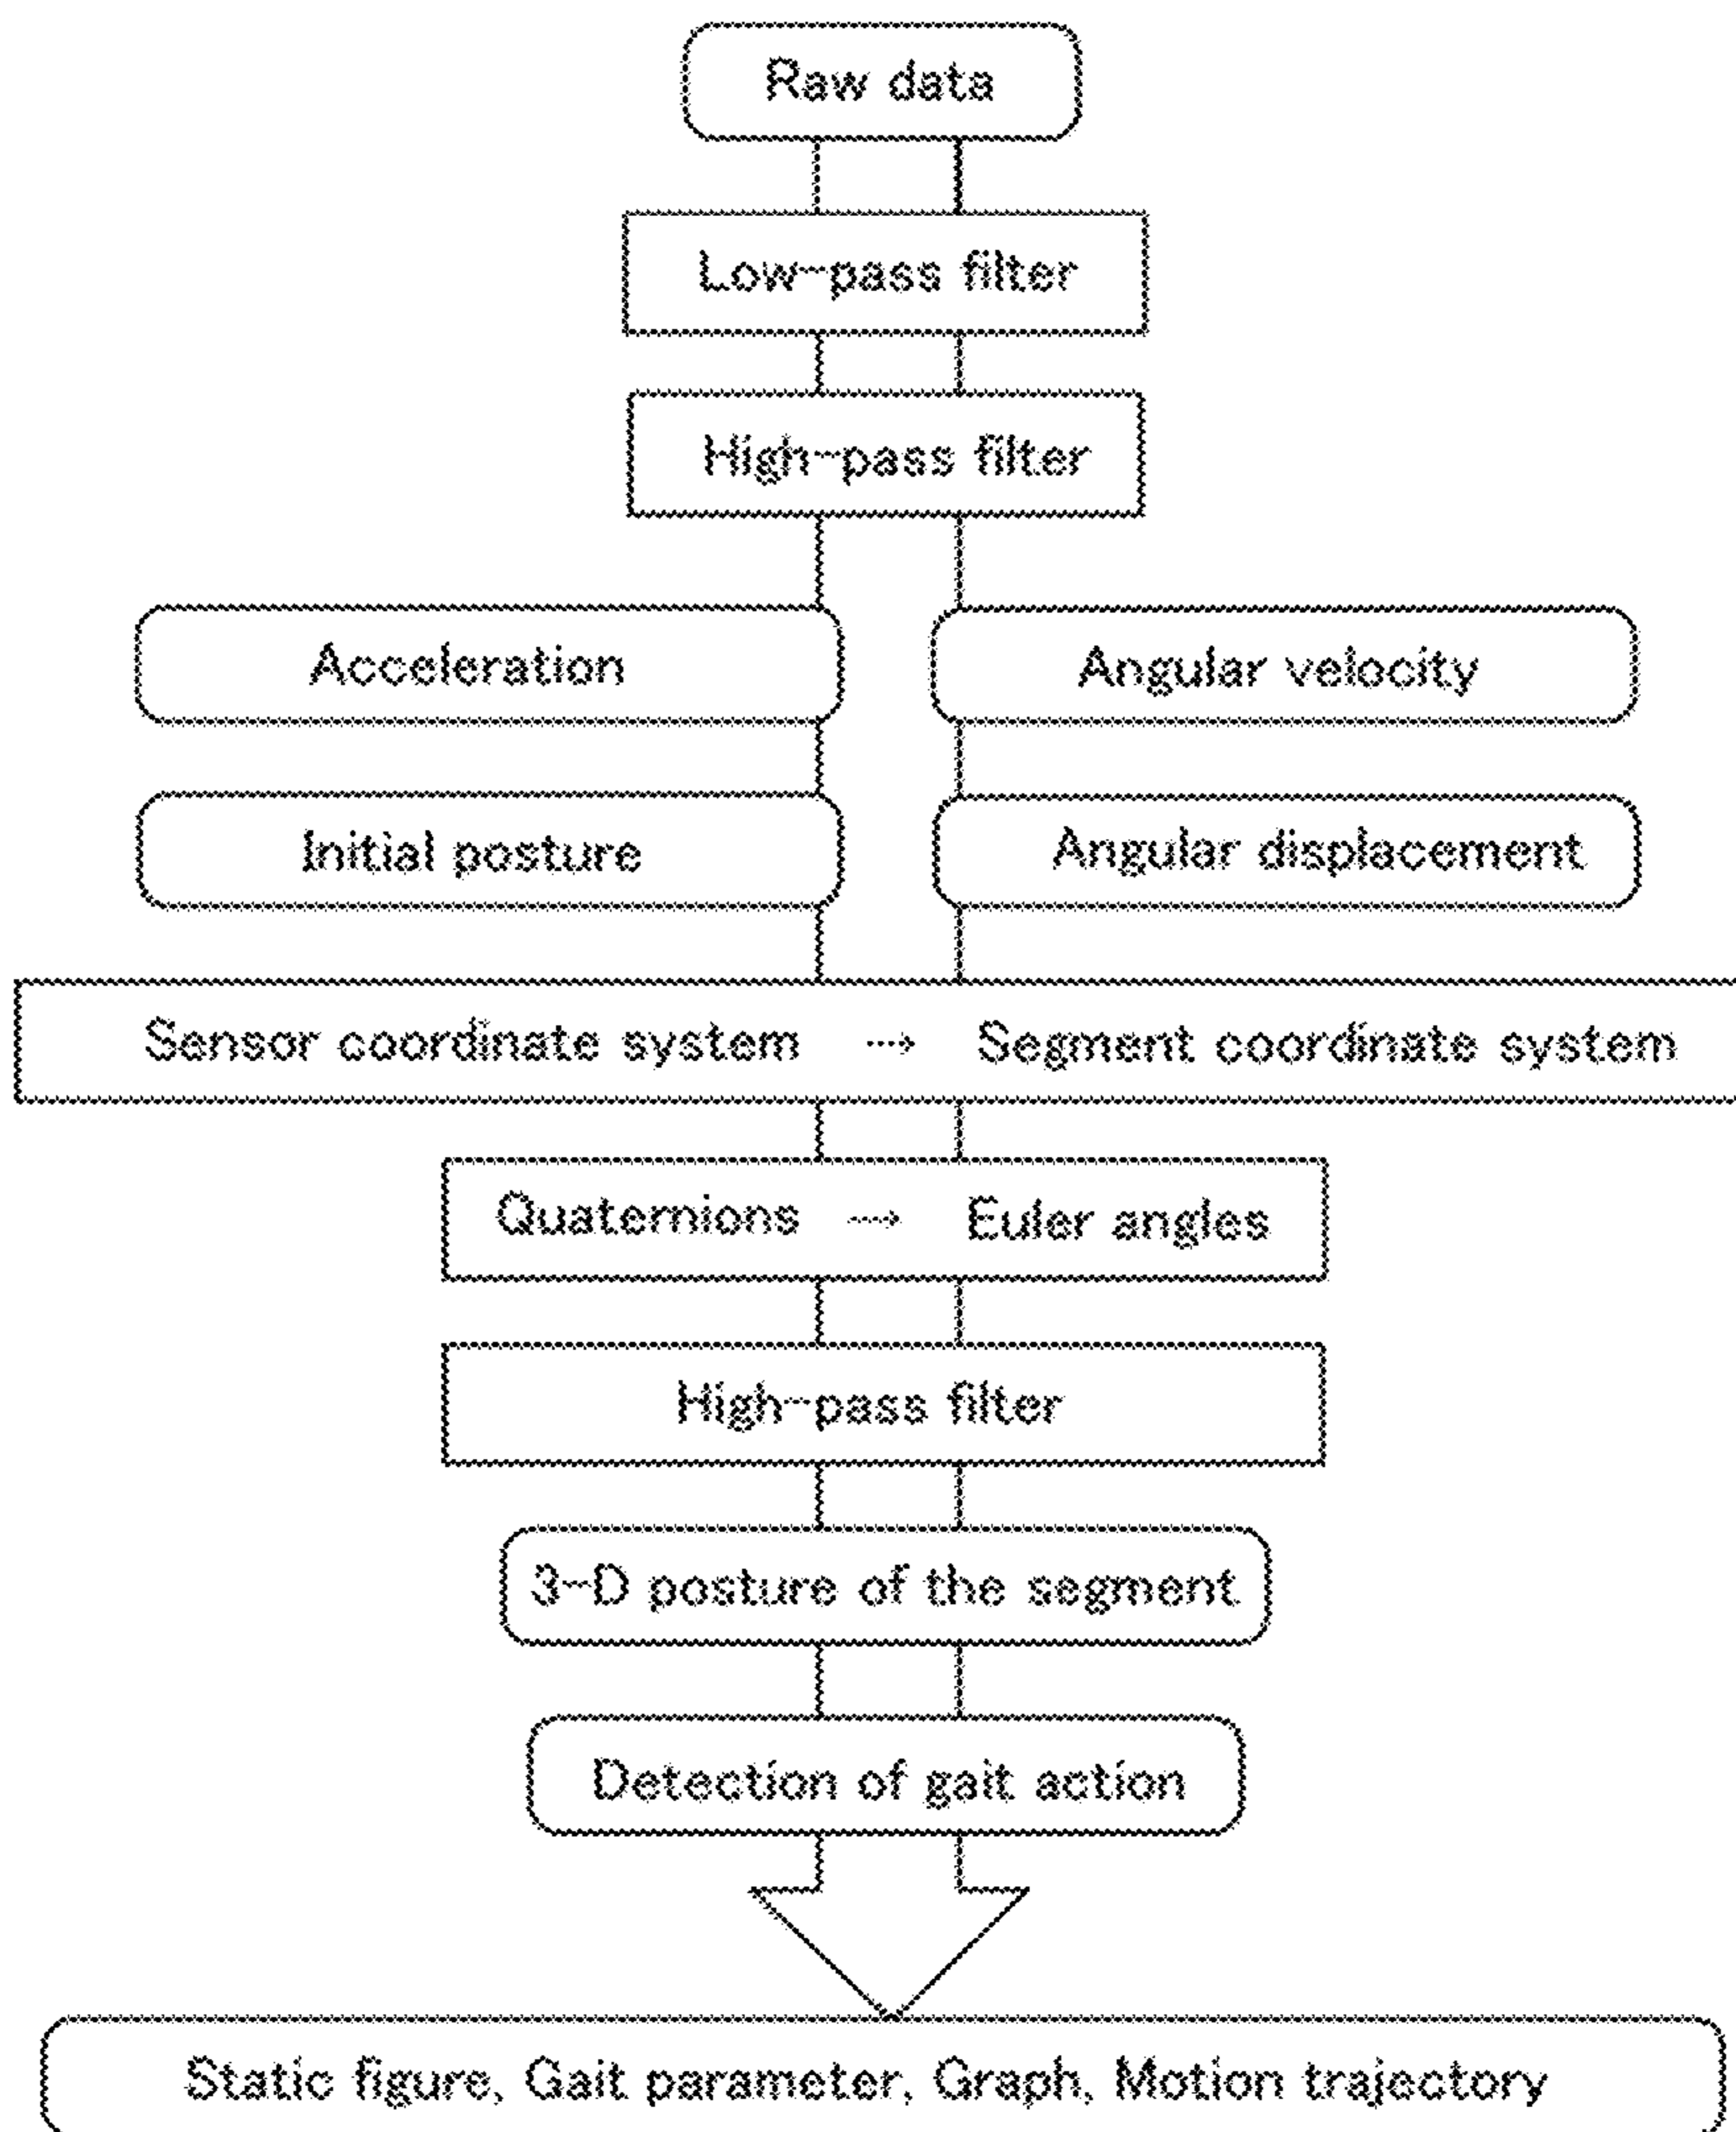 Raw data
Low-pass filter
High-pass filter
Acceleration
Angular velocity
Initial posture
Angular displacement
Sensor coordinate system → Segment coordinate system
Quaternions → Euler angles
High-pass filter
3-D posture of the segment
Detection of gait action
Static figure, Gait parameter, Graph, Motion trajectory